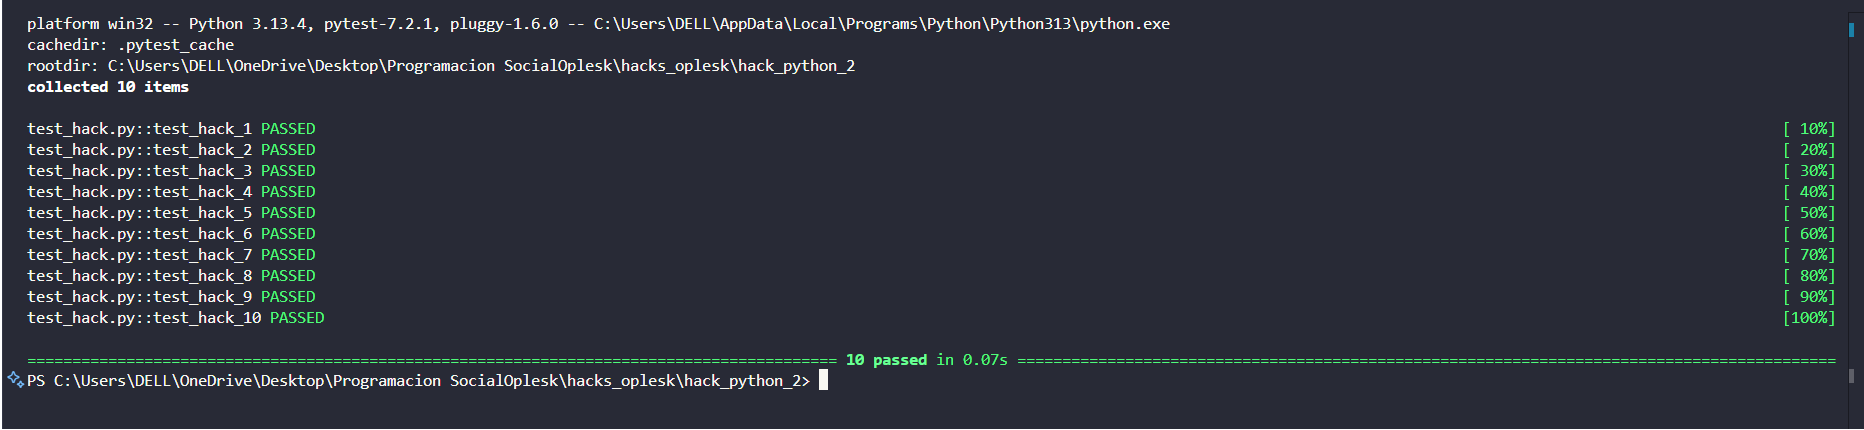 platform win32 -- Python 3.13.4, pytest-7.2.1, pluggy-1.6.0 -- C:\Users\DELL\AppData\Local\Programs\Python\Python313\python.exe
cachedir: .pytest_cache
rootdir: C:\Users\DELL\OneDrive\Desktop\Programacion SocialOplesk\hacks_oplesk\hack_python_2
collected 10 items
test_hack.py::test_hack_1 PASSED [ 10%]
test_hack.py::test_hack_2 PASSED [ 20%]
test_hack.py::test_hack_3 PASSED [ 30%]
test_hack.py::test_hack_4 PASSED [ 40%]
test_hack.py::test_hack_5 PASSED [ 50%]
test_hack.py::test_hack_6 PASSED [ 60%]
test_hack.py::test_hack_7 PASSED [ 70%]
test_hack.py::test_hack_8 PASSED [ 80%]
test_hack.py::test_hack_9 PASSED [ 90%]
test_hack.py::test_hack_10 PASSED [100%]
========================================================================================== 10 passed in 0.07s ===========================================================================================
PS C:\Users\DELL\OneDrive\Desktop\Programacion SocialOplesk\hacks_oplesk\hack_python_2>